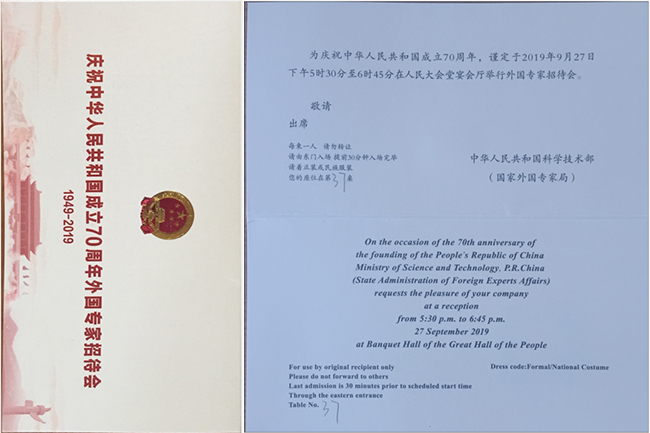 庆祝中华人民共和国成立70周年外国专家招待会
1949-2019
为庆祝中华人民共和国成立70周年，谨定于2019年9月27日
下午5时30分至6时45分在人民大会堂宴会厅举行外国专家招待会。
敬请
出席
每柬一人 请勿转让
请由东门入场 提前30分钟入场完毕
请着正装或民族服装
您的席位在第37桌
中华人民共和国科学技术部
（国家外国专家局）
On the occasion of the 70th anniversary of
the founding of the People's Republic of China
Ministry of Science and Technology, P.R.China
(State Administration of Foreign Experts Affairs)
requests the pleasure of your company
at a reception
from 5:30 p.m. to 6:45 p.m.
27 September 2019
at Banquet Hall of the Great Hall of the People
For use by original recipient only
Please do not forward to others
Last admission is 30 minutes prior to scheduled start time
Through the eastern entrance
Table No. 37
Dress code:Formal/National Costume